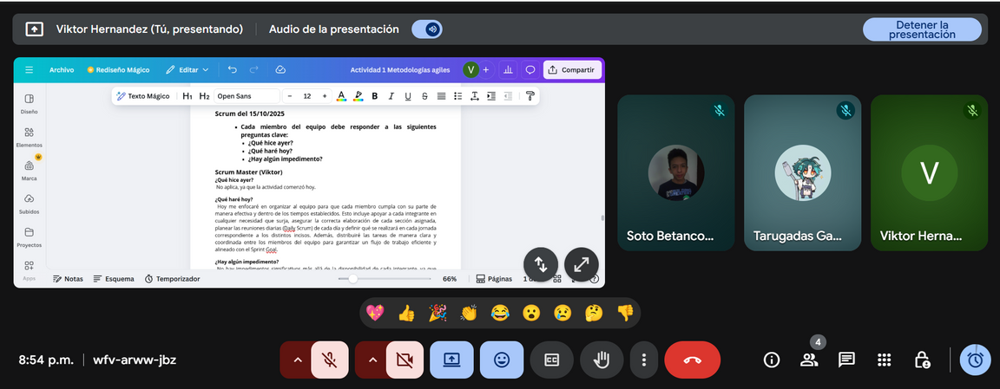 Viktor Hernandez (Tú, presentando)
Audio de la presentación
Detener la
presentación
Archivo
Rediseño Mágico
Editar
Actividad 1 Metodologías agiles
V
Compartir
Texto Mágico
H1
H2
Open Sans
12
A
B
I
U
S
Diseño
Elementos
Marca
Subidos
Proyectos
Apps
Scrum del 15/10/2025
Cada miembro del equipo debe responder a las siguientes
preguntas clave:
¿Qué hice ayer?
¿Qué haré hoy?
¿Hay algún impedimento?
Scrum Master (Viktor)
¿Qué hice ayer?
No aplica, ya que la actividad comenzó hoy.
¿Qué haré hoy?
Hoy me enfocaré en organizar al equipo para que cada miembro cumpla con su parte de
manera efectiva y dentro de los tiempos establecidos. Esto incluye apoyar a cada integrante en
cualquier necesidad que surja, asegurar la correcta elaboración de cada sección asignada,
planear las reuniones diarias (Daily Scrum) de cada día y definir qué se realizará en cada jornada
correspondiente a los distintos incisos. Además, distribuiré las tareas de manera clara y
coordinada entre los miembros del equipo para garantizar un flujo de trabajo eficiente y
alineado con el Sprint Goal.
¿Hay algún impedimento?
No hay impedimentos significativos más allá de la disponibilidad de cada integrante, ya que
Notas
Esquema
Temporizador
66%
Páginas
Soto Betanco...
Tarugadas Ga...
V
Viktor Herna...
8:54 p.m.
wfv-arww-jbz
CC
4